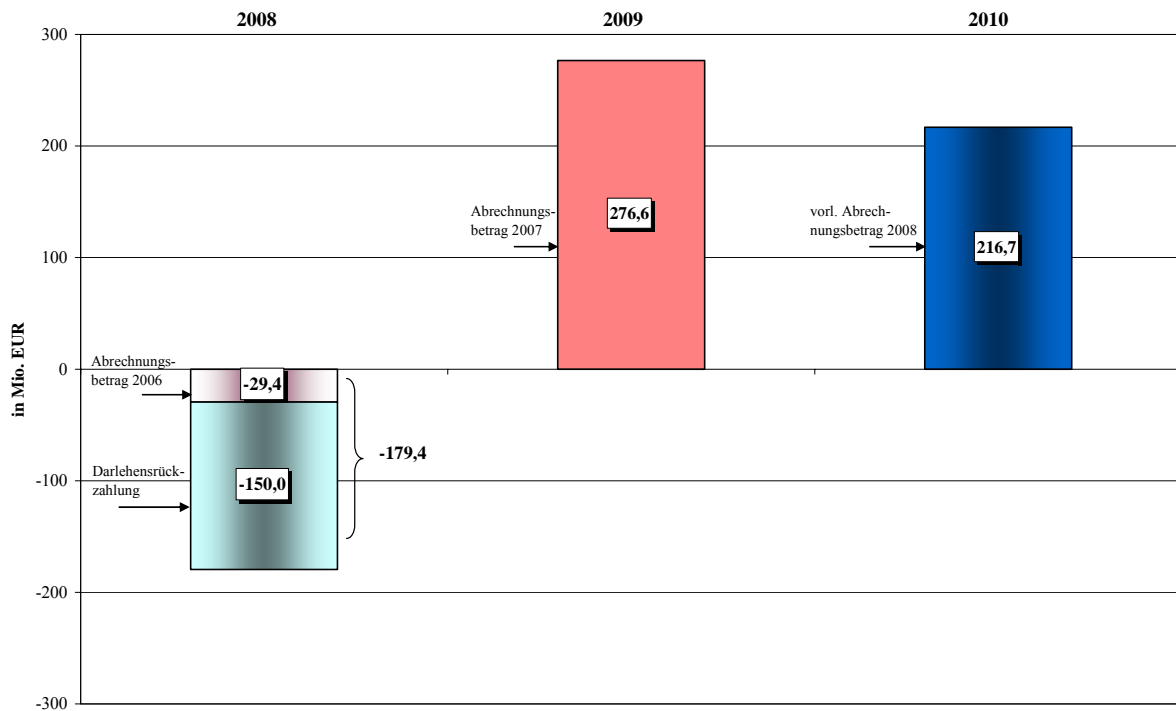 2008 2009 2010
300
200
100
0
-100
-200
-300
in Mio. EUR
Abrechnungs-
betrag 2006
-29,4
Darlehensrück-
zahlung
-150,0
-179,4
Abrechnungs-
betrag 2007
276,6
vorl. Abrech-
nungsbetrag 2008
216,7